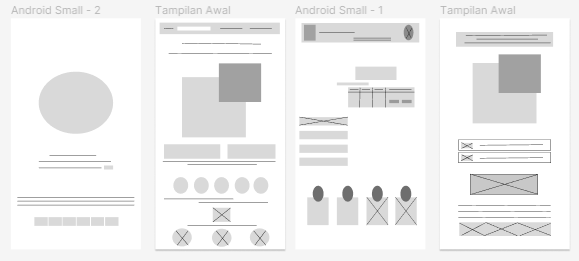 Android Small - 2
Tampilan Awal
Android Small - 1
Tampilan Awal